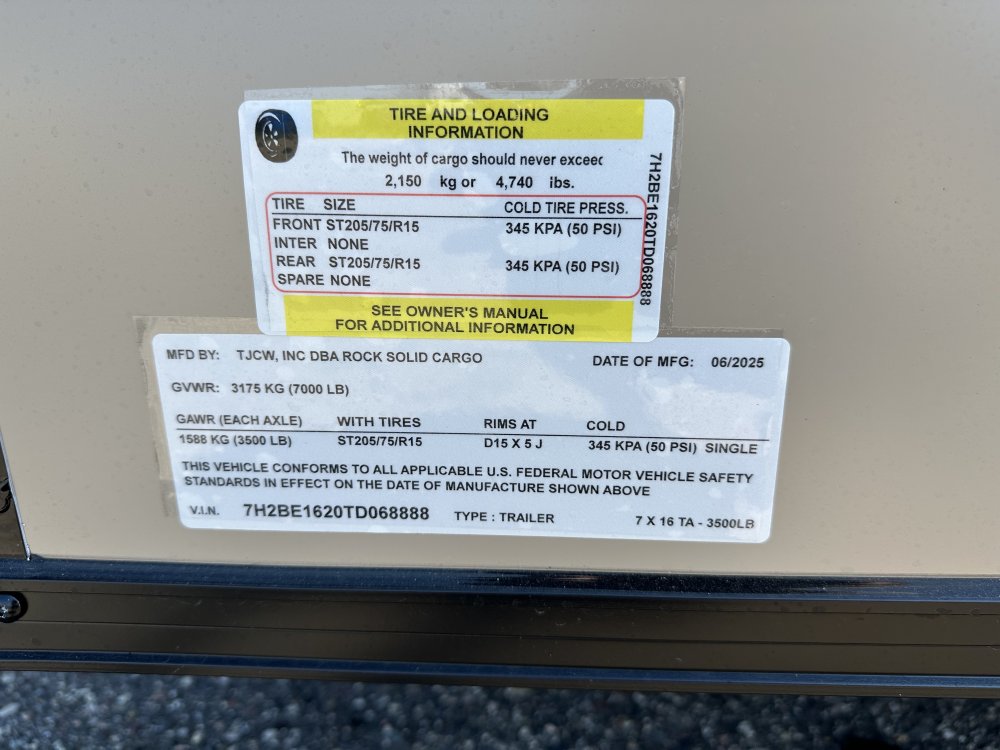 TIRE AND LOADING
INFORMATION
The weight of cargo should never exceed
2,150 kg or 4,740 ibs.
TIRE SIZE COLD TIRE PRESS.
FRONT ST205/75/R15 345 KPA (50 PSI)
INTER NONE
REAR ST205/75/R15 345 KPA (50 PSI)
SPARE NONE
SEE OWNER'S MANUAL
FOR ADDITIONAL INFORMATION
7H2BE1620TD068888
MFD BY: TJCW, INC DBA ROCK SOLID CARGO DATE OF MFG: 06/2025
GVWR: 3175 KG (7000 LB)
GAWR (EACH AXLE) WITH TIRES RIMS AT COLD
1588 KG (3500 LB) ST205/75/R15 D15 X 5 J 345 KPA (50 PSI) SINGLE
THIS VEHICLE CONFORMS TO ALL APPLICABLE U.S. FEDERAL MOTOR VEHICLE SAFETY
STANDARDS IN EFFECT ON THE DATE OF MANUFACTURE SHOWN ABOVE
V.I.N. 7H2BE1620TD068888 TYPE : TRAILER 7 X 16 TA - 3500LB